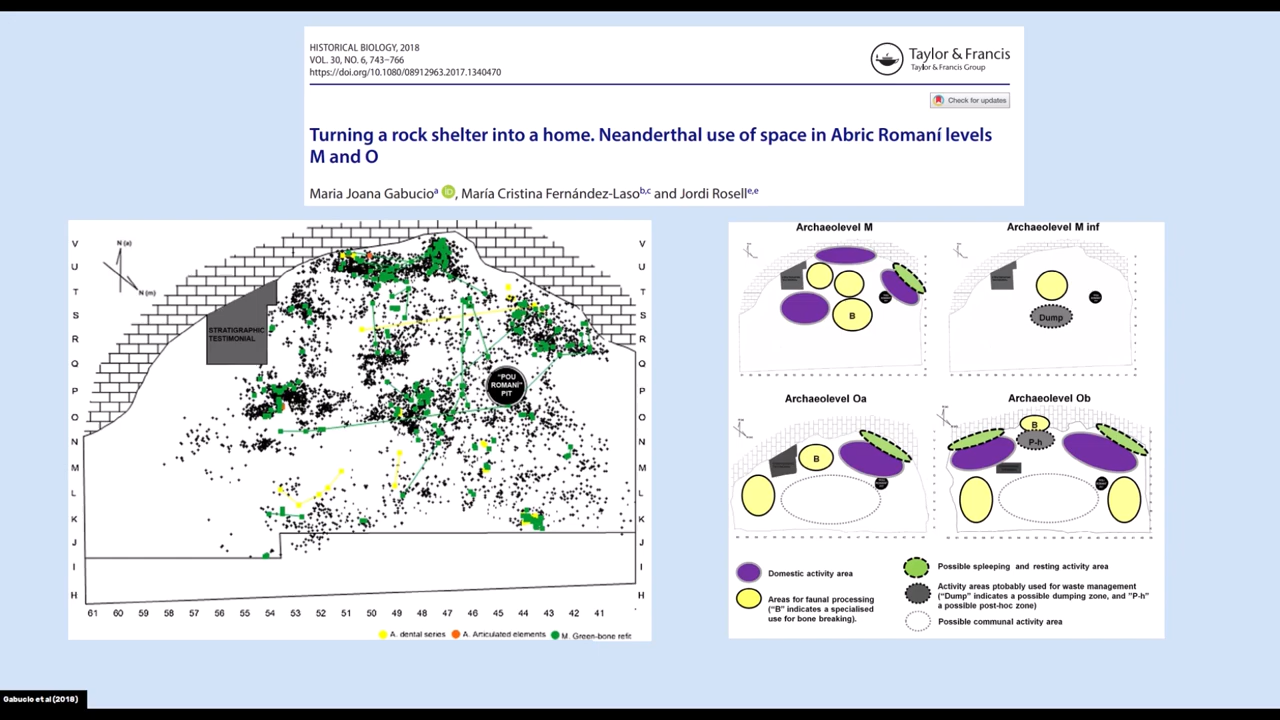 HISTORICAL BIOLOGY, 2018
VOL. 30, NO. 6, 743–766
https://doi.org/10.1080/08912963.2017.1340470
Taylor & Francis
Taylor & Francis Group
Check for updates
Turning a rock shelter into a home. Neanderthal use of space in Abric Romaní levels
M and O
Maria Joana Gabucioᵃ iD, María Cristina Fernández-Lasoᵇ,ᶜ and Jordi Rosellᵉ,ᵉ
N (a)
N (m)
V
U
T
S
R
Q
P
O
N
M
L
K
J
I
H
V
U
T
S
R
Q
P
O
N
M
L
K
J
I
H
STRATIGRAPHIC
TESTIMONIAL
"POU
ROMANÍ"
PIT
61 60 59 58 57 56 55 54 53 52 51 50 49 48 47 46 45 44 43 42 41
A. dental series
A. Articulated elements
M. Green-bone refit
Archaeolevel M
B
Archaeolevel M inf
Dump
Archaeolevel Oa
B
Archaeolevel Ob
B
P-h
Domestic activity area
Areas for faunal processing
("B" indicates a specialised
use for bone breaking).
Possible spleeping and resting activity area
Activity areas ptobably used for waste management
("Dump" indicates a possible dumping zone, and "P-h"
a possible post-hoc zone)
Possible communal activity area
Gabucio et al (2018)